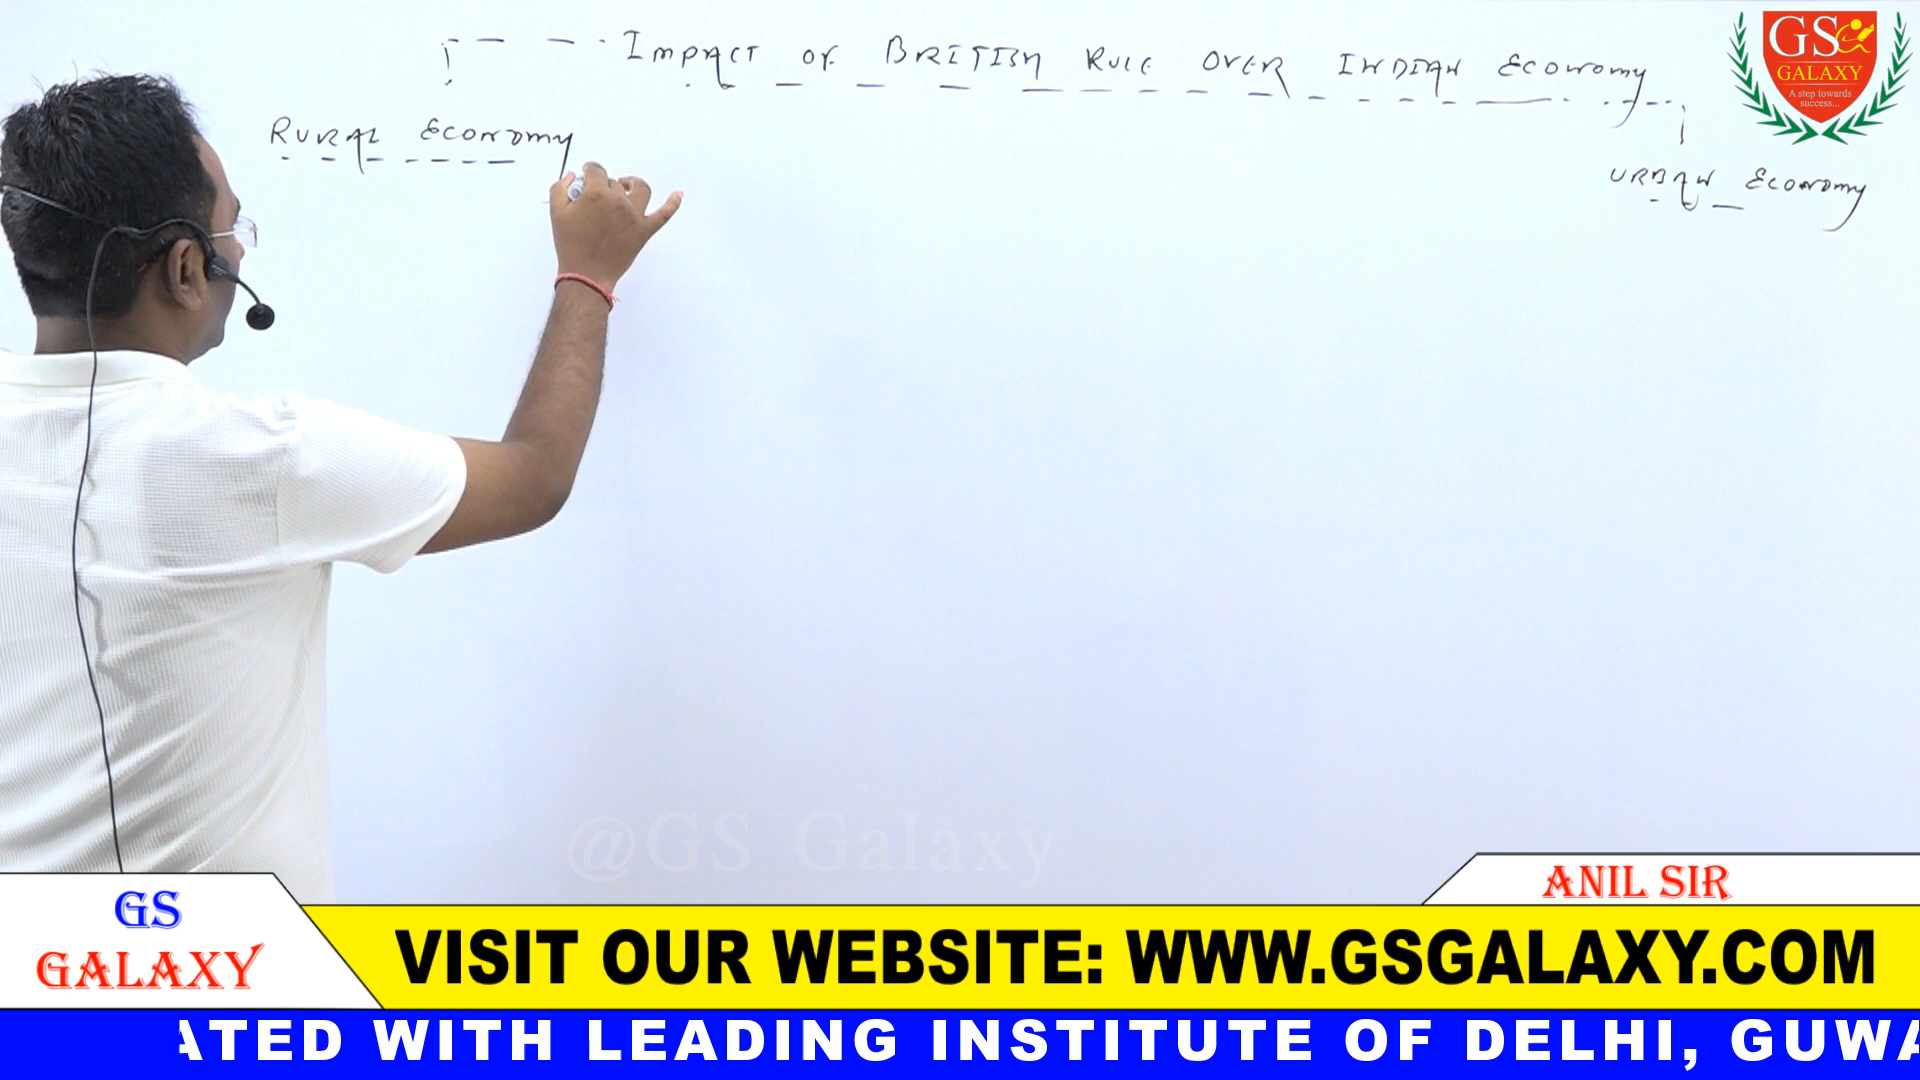 IMPACT OF BRITISH RULE OVER INDIAN ECONOMY
RURAL ECONOMY
URBAN ECONOMY
GS
GALAXY
A step towards
success...
@GS Galaxy
ANIL SIR
GS
GALAXY
VISIT OUR WEBSITE: WWW.GSGALAXY.COM
ATED WITH LEADING INSTITUTE OF DELHI, GUWA